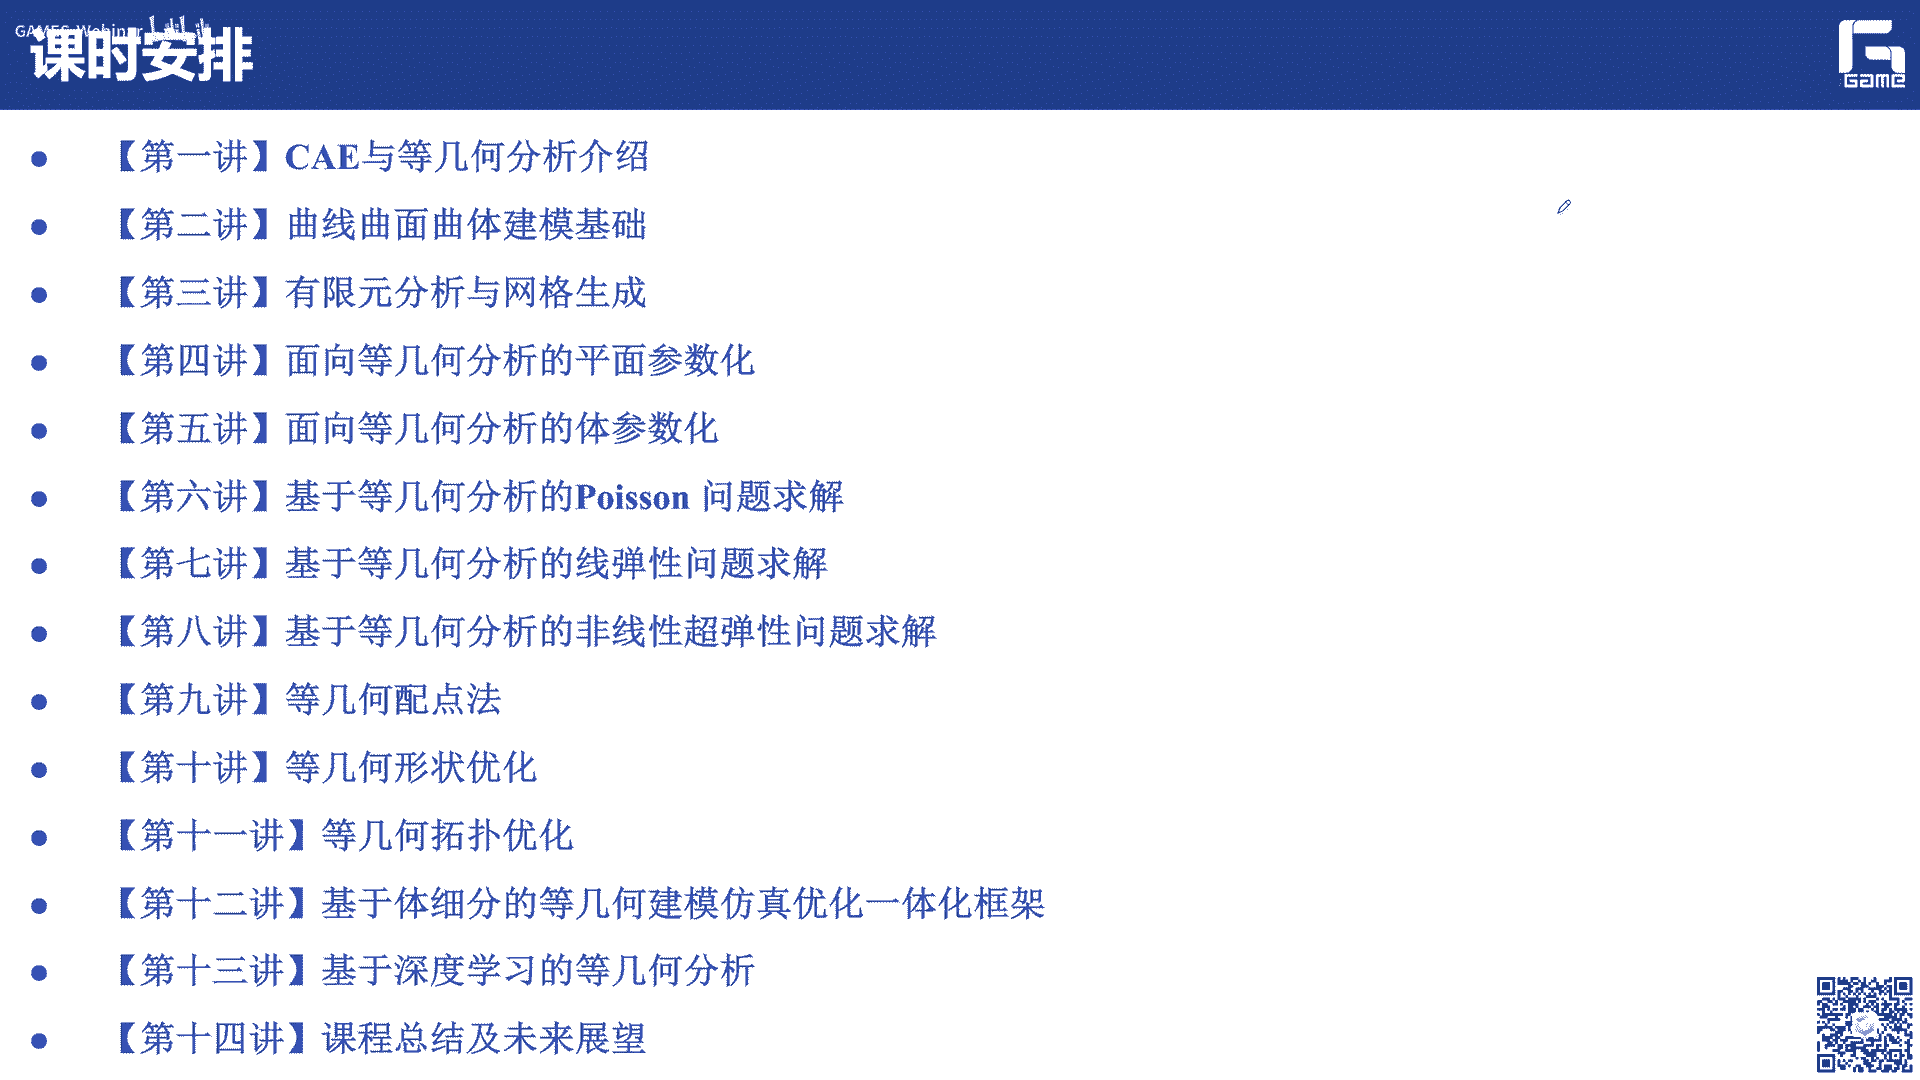 GAMES-Webinar
课时安排
GAME
【第一讲】CAE与等几何分析介绍
【第二讲】曲线曲面曲体建模基础
【第三讲】有限元分析与网格生成
【第四讲】面向等几何分析的平面参数化
【第五讲】面向等几何分析的体参数化
【第六讲】基于等几何分析的Poisson 问题求解
【第七讲】基于等几何分析的线弹性问题求解
【第八讲】基于等几何分析的非线性超弹性问题求解
【第九讲】等几何配点法
【第十讲】等几何形状优化
【第十一讲】等几何拓扑优化
【第十二讲】基于体细分的等几何建模仿真优化一体化框架
【第十三讲】基于深度学习的等几何分析
【第十四讲】课程总结及未来展望